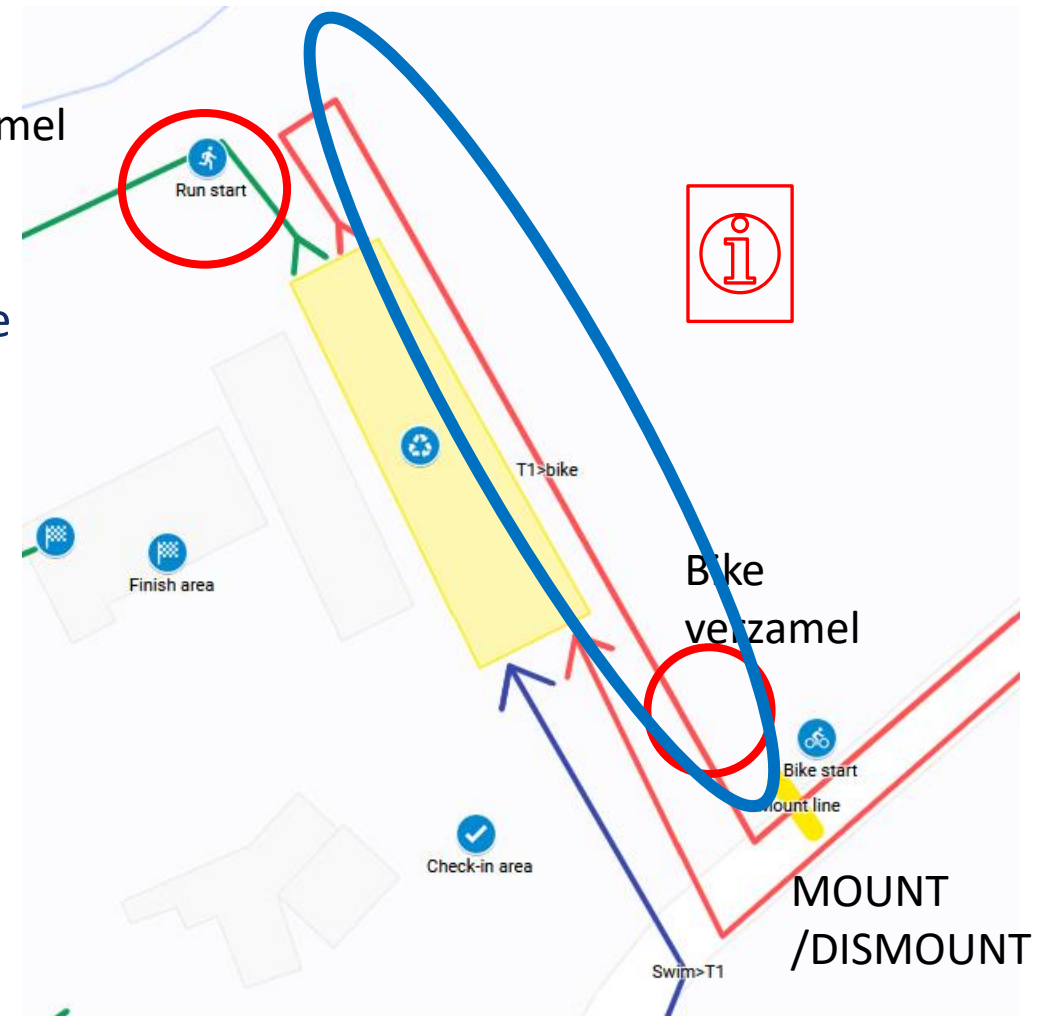 mel
Run start
e
T1>bike
Bike
verzamel
Finish area
Bike start
Mount line
Check-in area
MOUNT
/DISMOUNT
Swim>T1